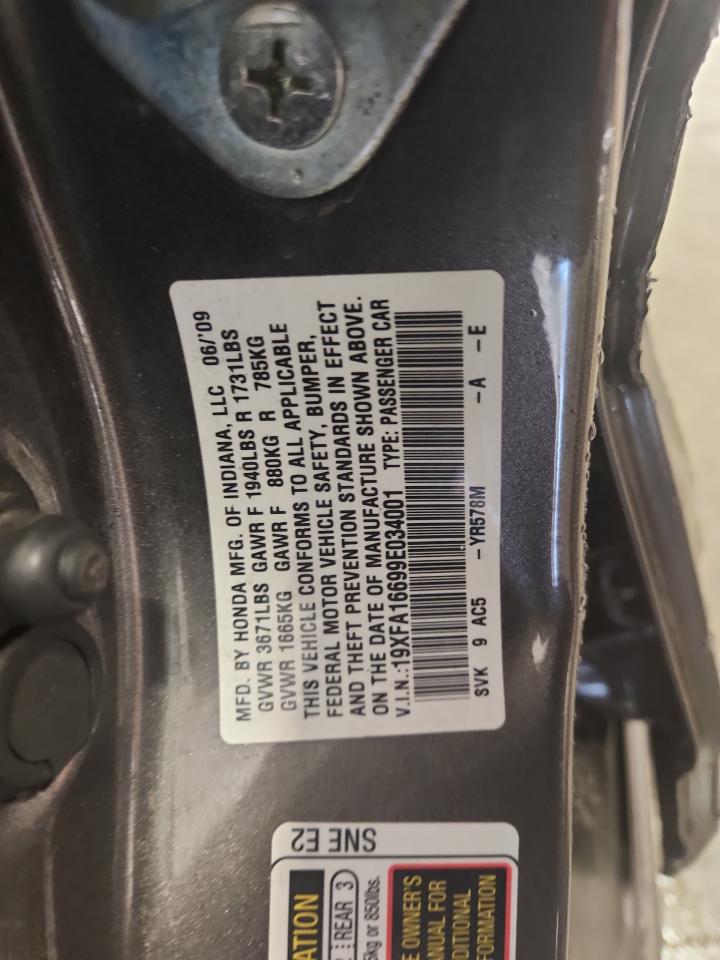 MFD. BY HONDA MFG. OF INDIANA, LLC 06/'09
GVWR 3671LBS GAWR F 1940LBS R 1731LBS
GVWR 1665KG GAWR F 880KG R 785KG
THIS VEHICLE CONFORMS TO ALL APPLICABLE
FEDERAL MOTOR VEHICLE SAFETY, BUMPER,
AND THEFT PREVENTION STANDARDS IN EFFECT
ON THE DATE OF MANUFACTURE SHOWN ABOVE.
V.I.N.:19XFA16699E034001 TYPE: PASSENGER CAR
SVK 9 AC5 -YR578M -A -E
SNE E2
REAR 3
or 850lbs.
OWNER'S
FOR